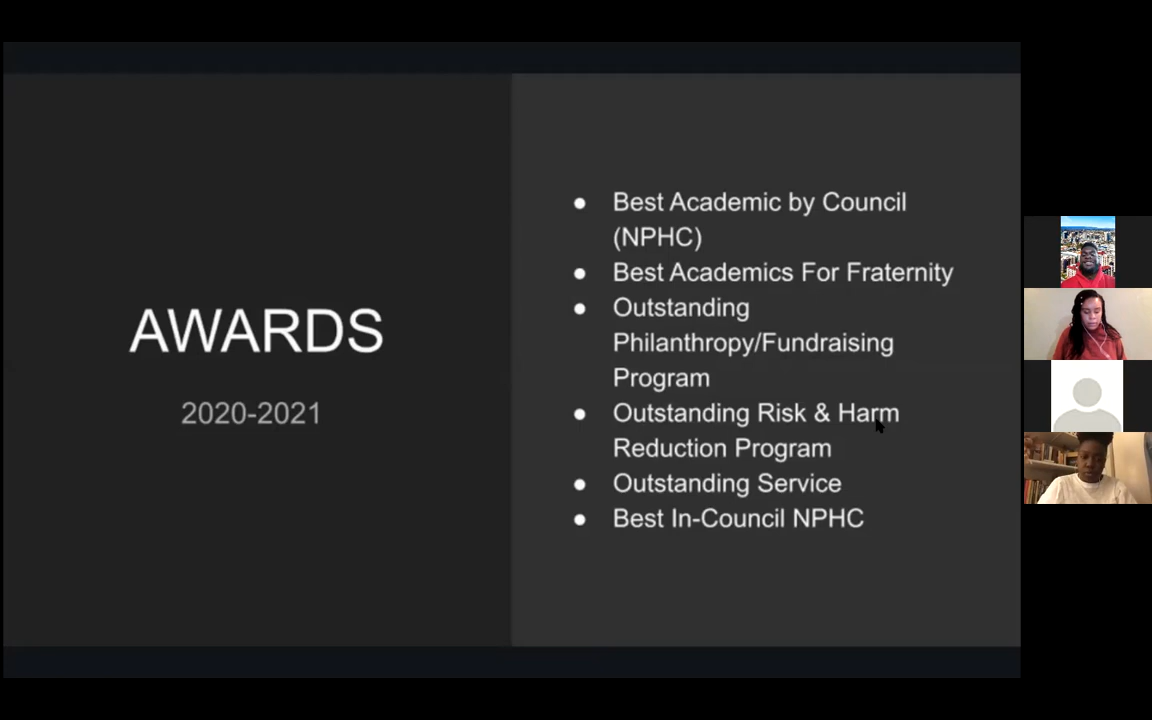 AWARDS
2020-2021
● Best Academic by Council
(NPHC)
● Best Academics For Fraternity
● Outstanding
Philanthropy/Fundraising
Program
● Outstanding Risk & Harm
Reduction Program
● Outstanding Service
● Best In-Council NPHC